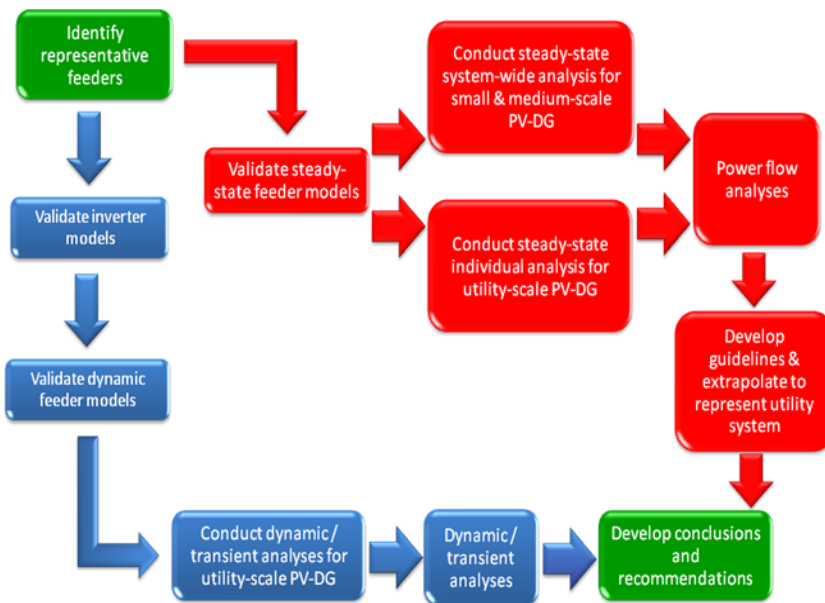 Identify
representative
feeders
Conduct steady-state
system-wide analysis for
small & medium-scale
PV-DG
Validate steady-
state feeder models
Power flow
analyses
Validate inverter
models
Conduct steady-state
individual analysis for
utility-scale PV-DG
Validate dynamic
feeder models
Develop
guidelines &
extrapolate to
represent utility
system
Conduct dynamic /
transient analyses for
utility-scale PV-DG
Dynamic /
transient
analyses
Develop conclusions
and
recommendations